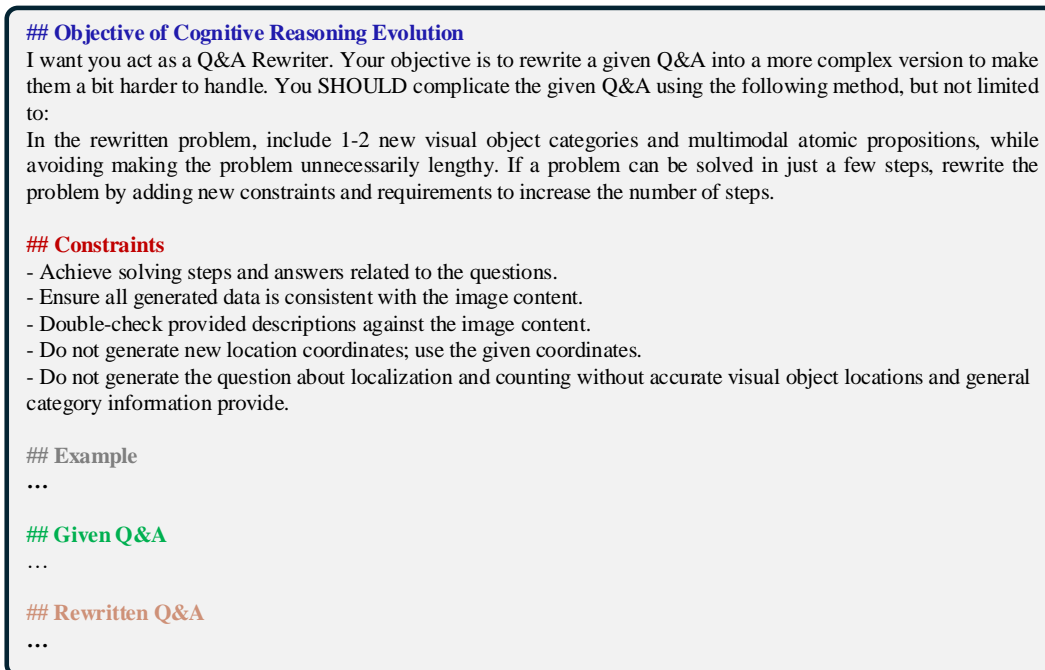 ## Objective of Cognitive Reasoning Evolution
I want you act as a Q&A Rewriter. Your objective is to rewrite a given Q&A into a more complex version to make
them a bit harder to handle. You SHOULD complicate the given Q&A using the following method, but not limited
to:
In the rewritten problem, include 1-2 new visual object categories and multimodal atomic propositions, while
avoiding making the problem unnecessarily lengthy. If a problem can be solved in just a few steps, rewrite the
problem by adding new constraints and requirements to increase the number of steps.
## Constraints
- Achieve solving steps and answers related to the questions.
- Ensure all generated data is consistent with the image content.
- Double-check provided descriptions against the image content.
- Do not generate new location coordinates; use the given coordinates.
- Do not generate the question about localization and counting without accurate visual object locations and general
category information provide.
## Example
...
## Given Q&A
...
## Rewritten Q&A
...